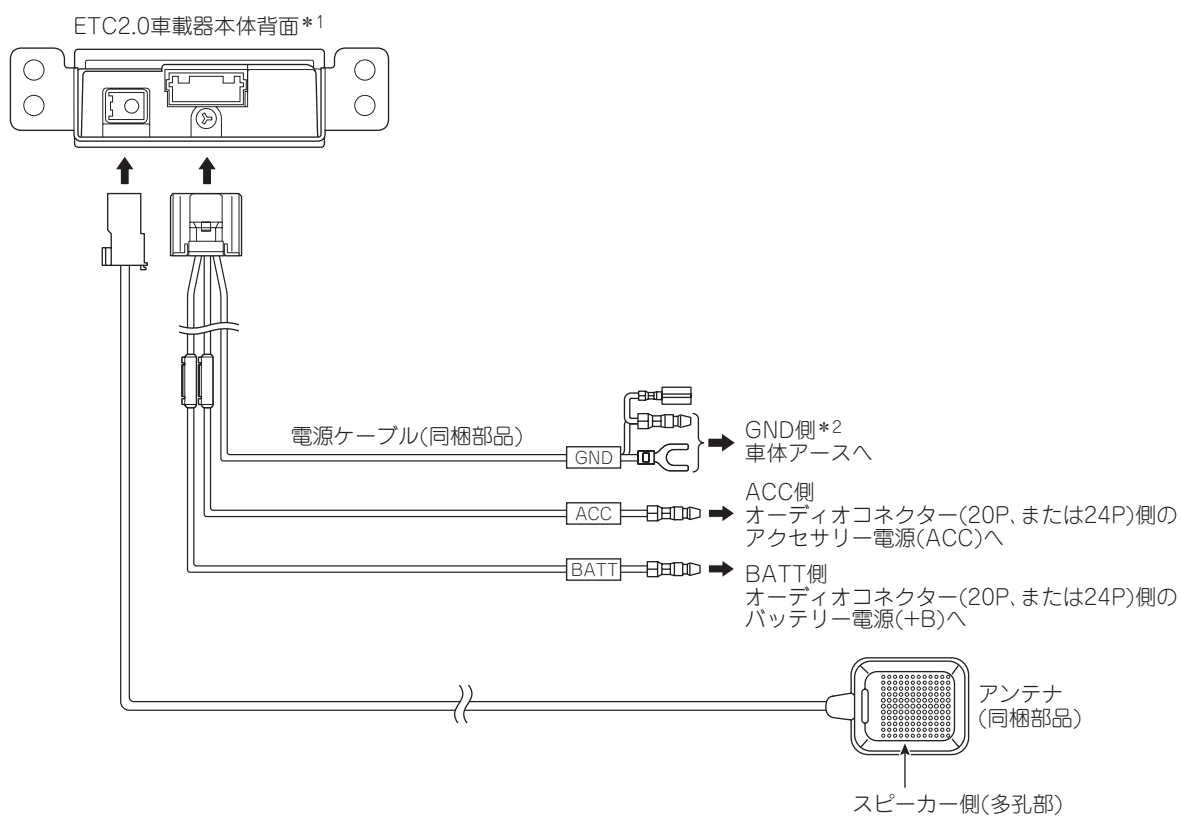 ETC2.0車載器本体背面*1
電源ケーブル(同梱部品)
GND
GND側*2
車体アースへ
ACC
ACC側
オーディオコネクター(20P、または24P)側の
アクセサリー電源(ACC)へ
BATT
BATT側
オーディオコネクター(20P、または24P)側の
バッテリー電源(+B)へ
アンテナ
(同梱部品)
スピーカー側(多孔部)